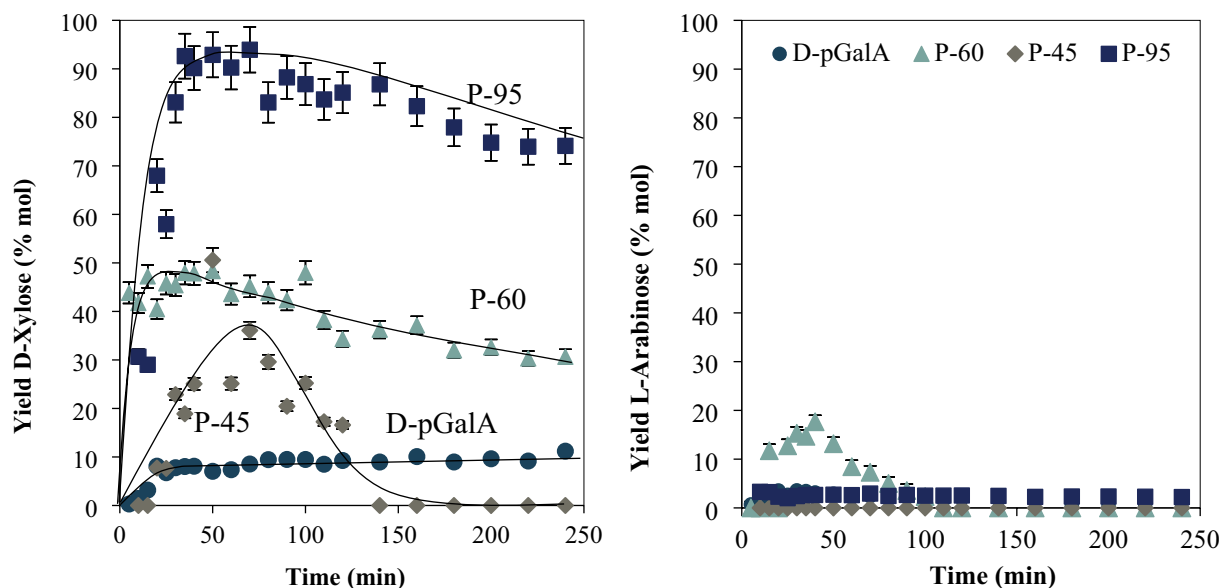 100
90
80
70
60
50
40
30
20
10
0
Yield D-Xylose (% mol)
P-95
P-60
P-45
D-pGalA
0 50 100 150 200 250
Time (min)
100
90
80
70
60
50
40
30
20
10
0
Yield L-Arabinose (% mol)
D-pGalA P-60 P-45 P-95
0 50 100 150 200 250
Time (min)